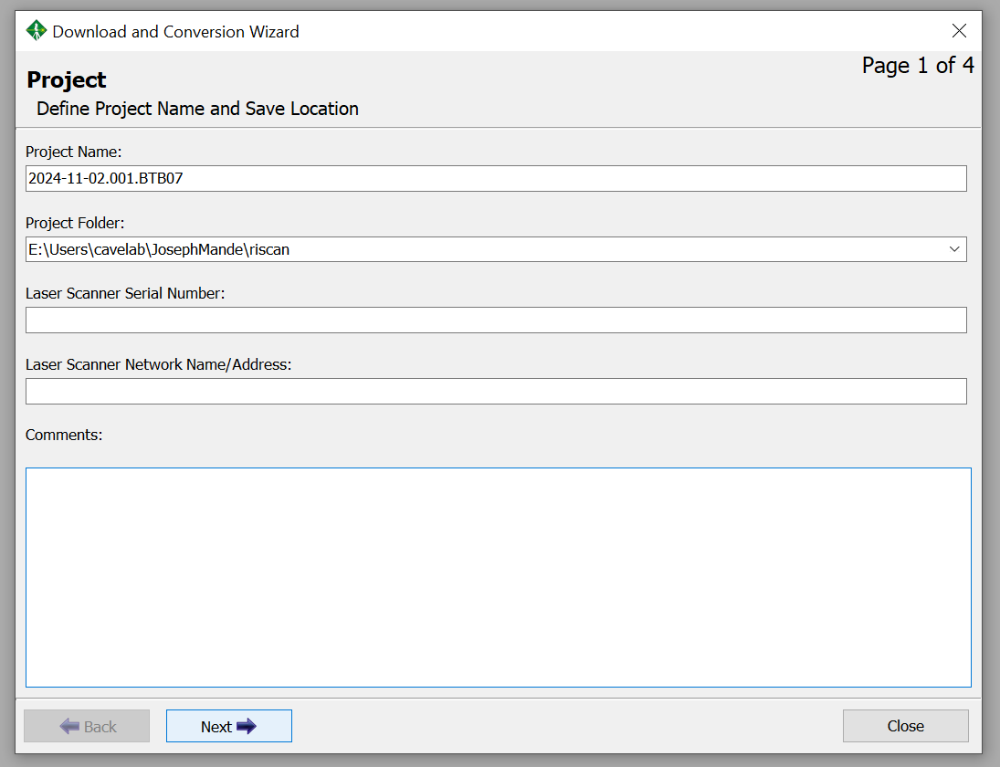 Download and Conversion Wizard
Page 1 of 4
Project
Define Project Name and Save Location
Project Name:
2024-11-02.001.BTB07
Project Folder:
E:\Users\cavelab\JosephMande\riscan
Laser Scanner Serial Number:
Laser Scanner Network Name/Address:
Comments:
Back
Next
Close